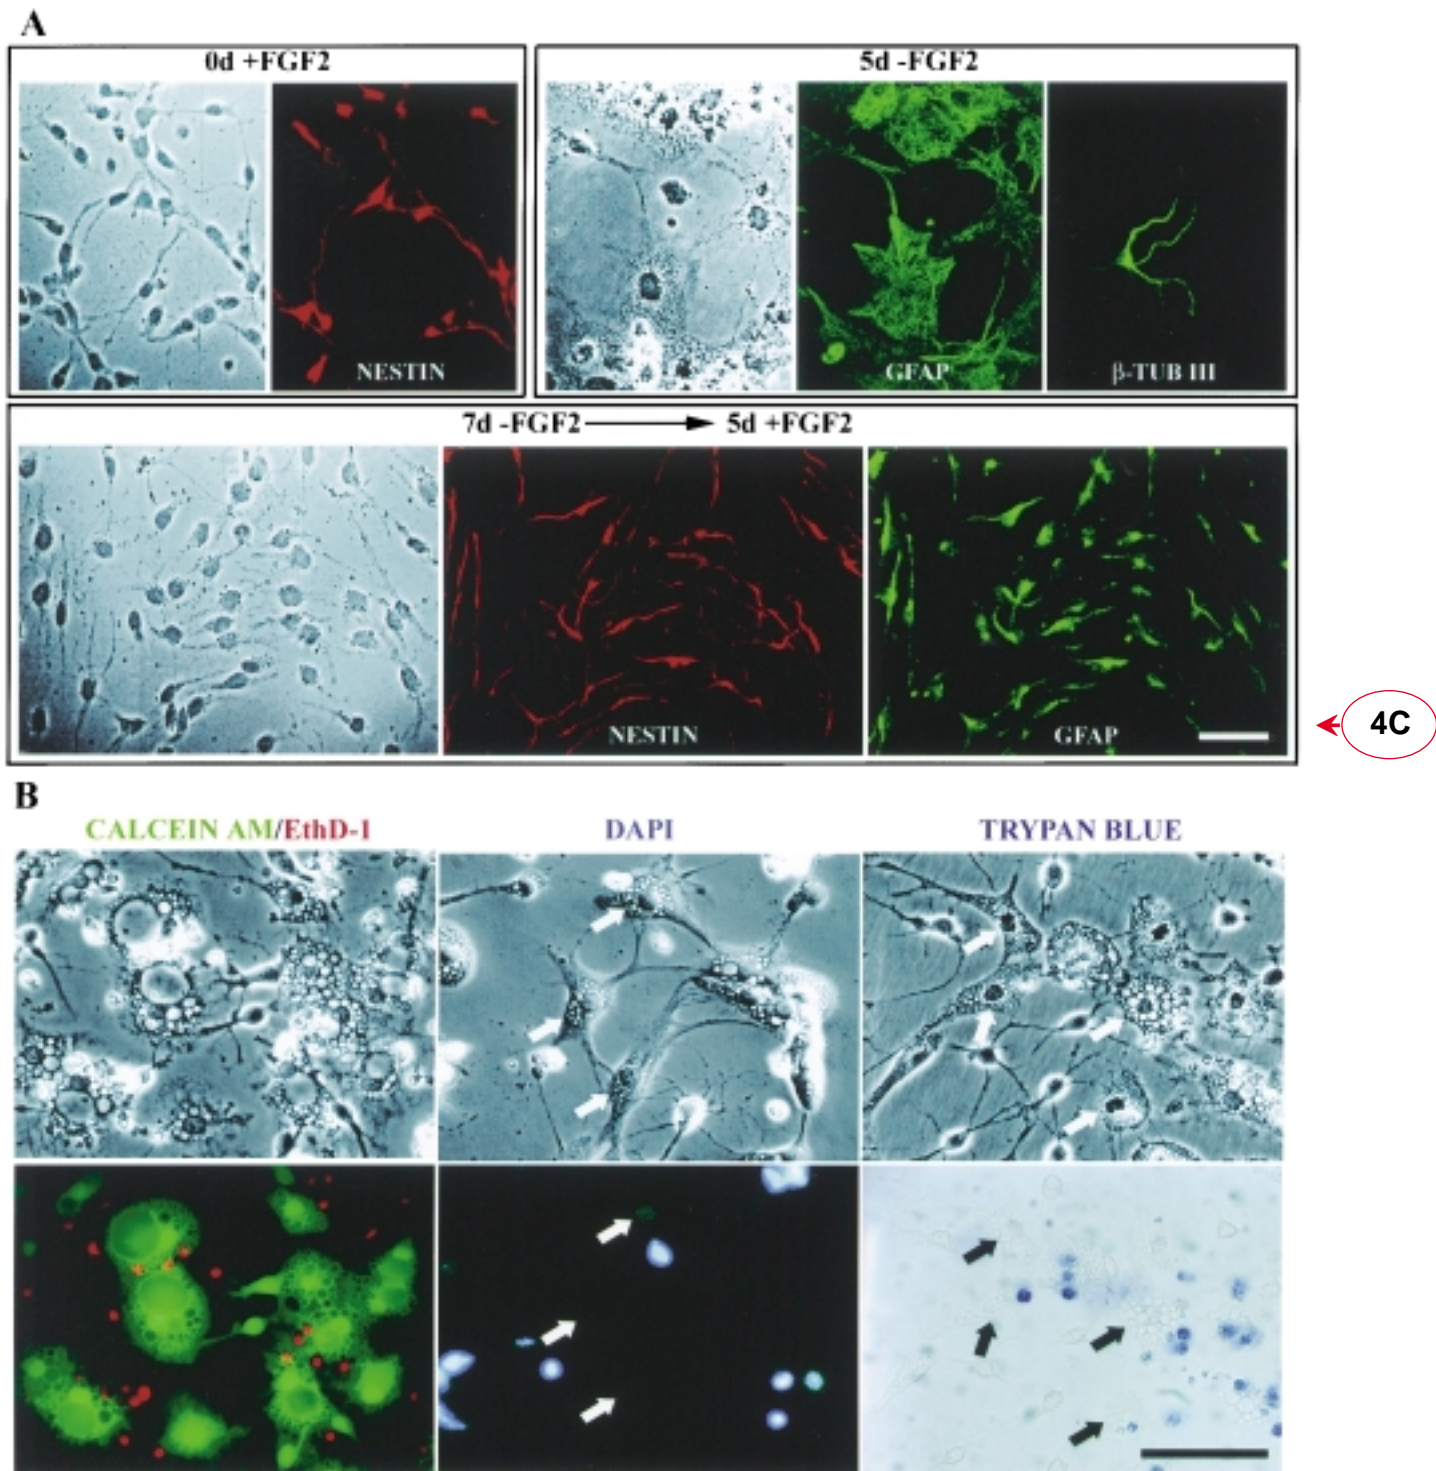 A
0d +FGF2
5d -FGF2
NESTIN
GFAP
β-TUB III
7d -FGF2 → 5d +FGF2
NESTIN
GFAP
4C
B
CALCEIN AM/EthD-1
DAPI
TRYPAN BLUE